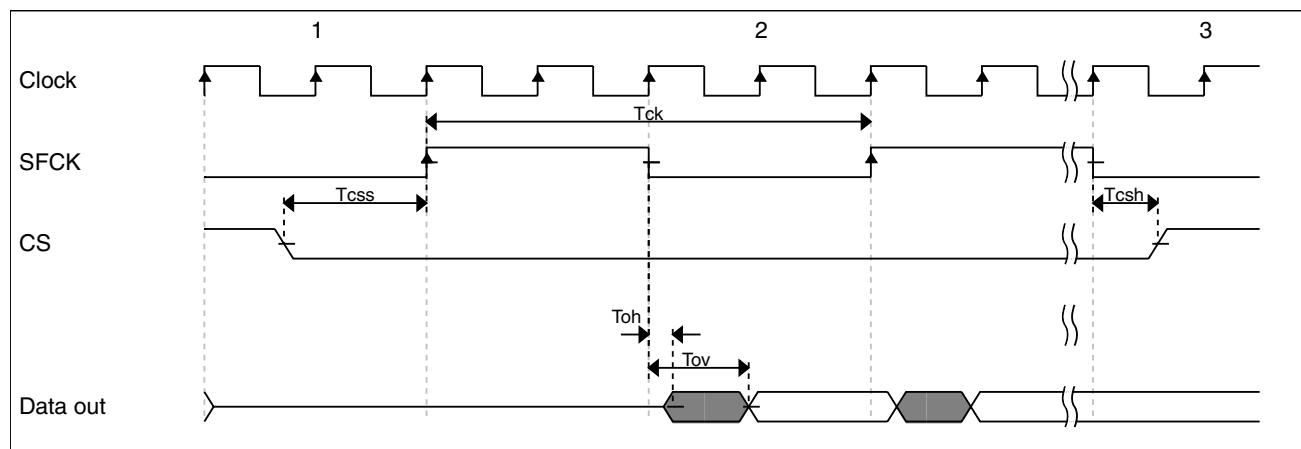 1 2 3
Clock
Tck
SFCK
Tcss Tcsh
CS
Toh
Tov
Data out